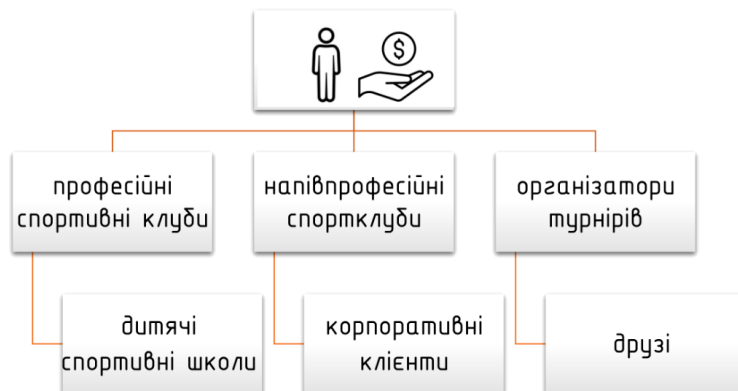 $
професійні
спортивні клуби
напівпрофесійні
спортклуби
організатори
турнірів
дитячі
спортивні школи
корпоративні
клієнти
друзі